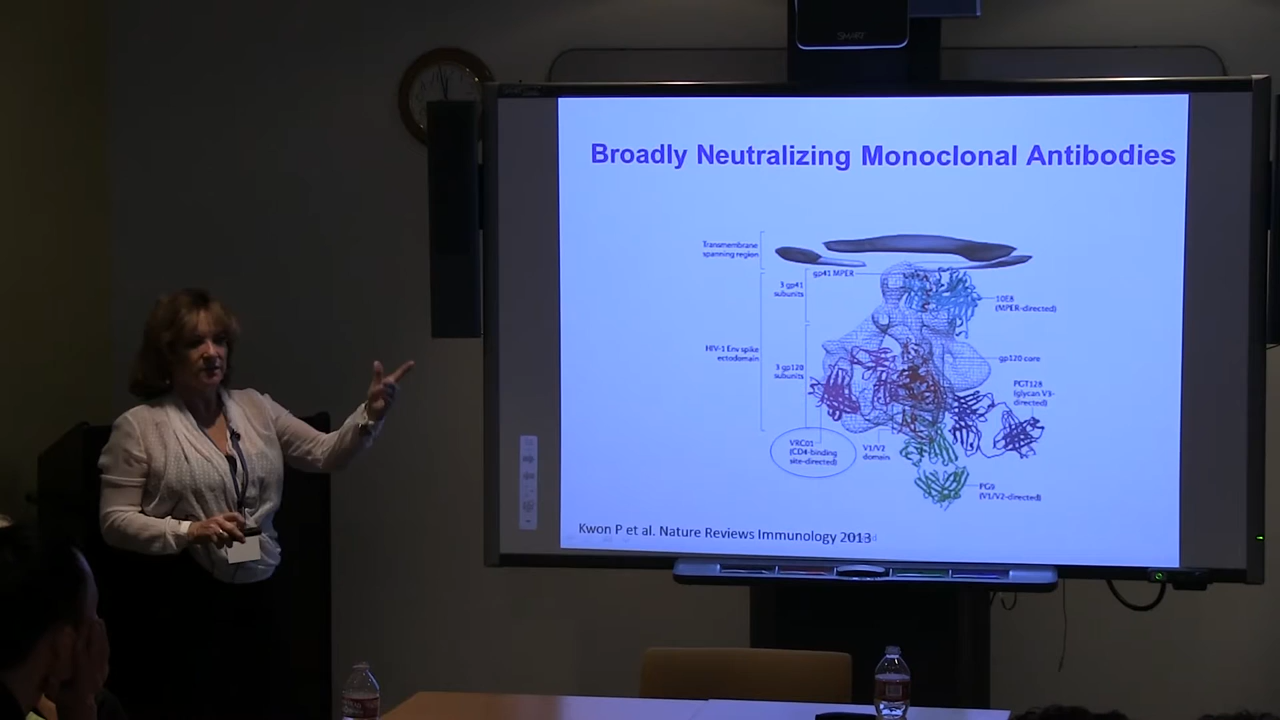 SMART
Broadly Neutralizing Monoclonal Antibodies
Transmembrane
spanning region
gp41 MPER
3 gp41
subunits
10E8
(MPER-directed)
HIV-1 Env spike
ectodomain
gp120 core
3 gp120
subunits
PGT128
(glycan V3-
directed)
VRC01
(CD4-binding
site-directed)
V1/V2
domain
PG9
(V1/V2-directed)
Kwon P et al. Nature Reviews Immunology 2013